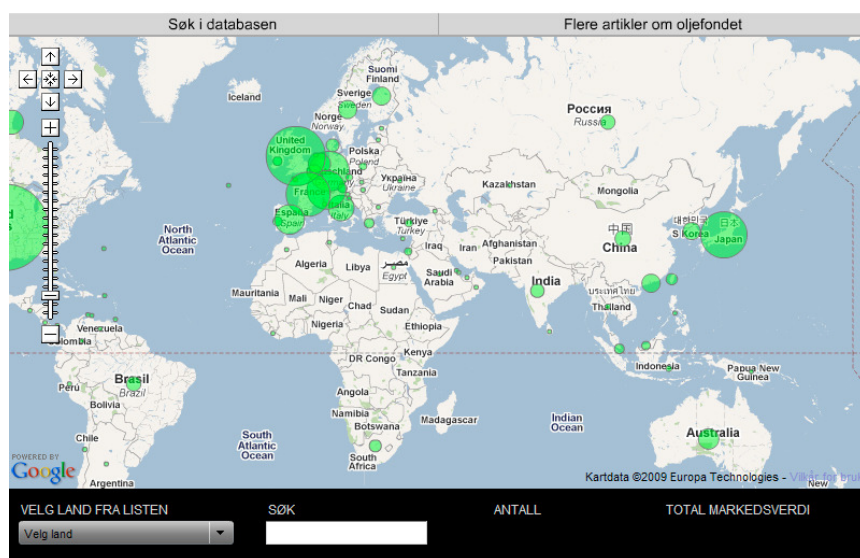 Søk i databasen
Flere artikler om oljefondet
Iceland
Suomi
Finland
Sverige
Sweden
Norge
Norway
Россия
Russia
United
Kingdom
Polska
Poland
Україна
Ukraine
France
Kazakhstan
Mongolia
España
Spain
Italia
Italy
Türkiye
Turkey
中国
China
대한민국
S Korea
日本
Japan
North
Atlantic
Ocean
Algeria
Libya
مصر
Egypt
Iraq
Iran
Afghanistan
Pakistan
Saudi
Arabia
India
ประเทศไทย
Thailand
Mauritania
Mali
Niger
Chad
Sudan
Nigeria
Ethiopia
Venezuela
Colombia
DR Congo
Kenya
Tanzania
Indonesia
Papua New
Guinea
Perú
Peru
Brasil
Brazil
Bolivia
Angola
Namibia
Botswana
Madagascar
Chile
South
Atlantic
Ocean
Indian
Ocean
Australia
South
Africa
Argentina
POWERED BY
Google
Kartdata ©2009 Europa Technologies - Vilkår for bruk
New
VELG LAND FRA LISTEN
SØK
ANTALL
TOTAL MARKEDSVERDI
Velg land